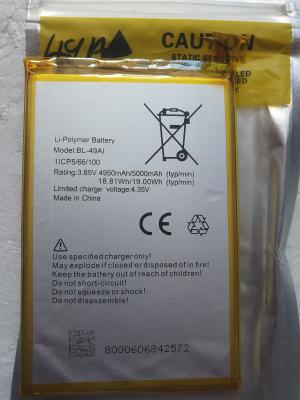 CAUTION
STATIC SENSI
Li-Polymer Battery
Model:BL-49AI
1ICP5/66/100
Rating:3.85V 4950mAh/5000mAh (typ/min)
18.81Wh/19.00Wh (typ/min)
Limited charge voltage:4.35V
Made in China
CE
Use specified charger only!
May explode if closed or disposed in fire!
Keep battery out of reach of children!
Do not short-circuit!
Do not squeeze or shock!
Do not disassemble!
8000606842572